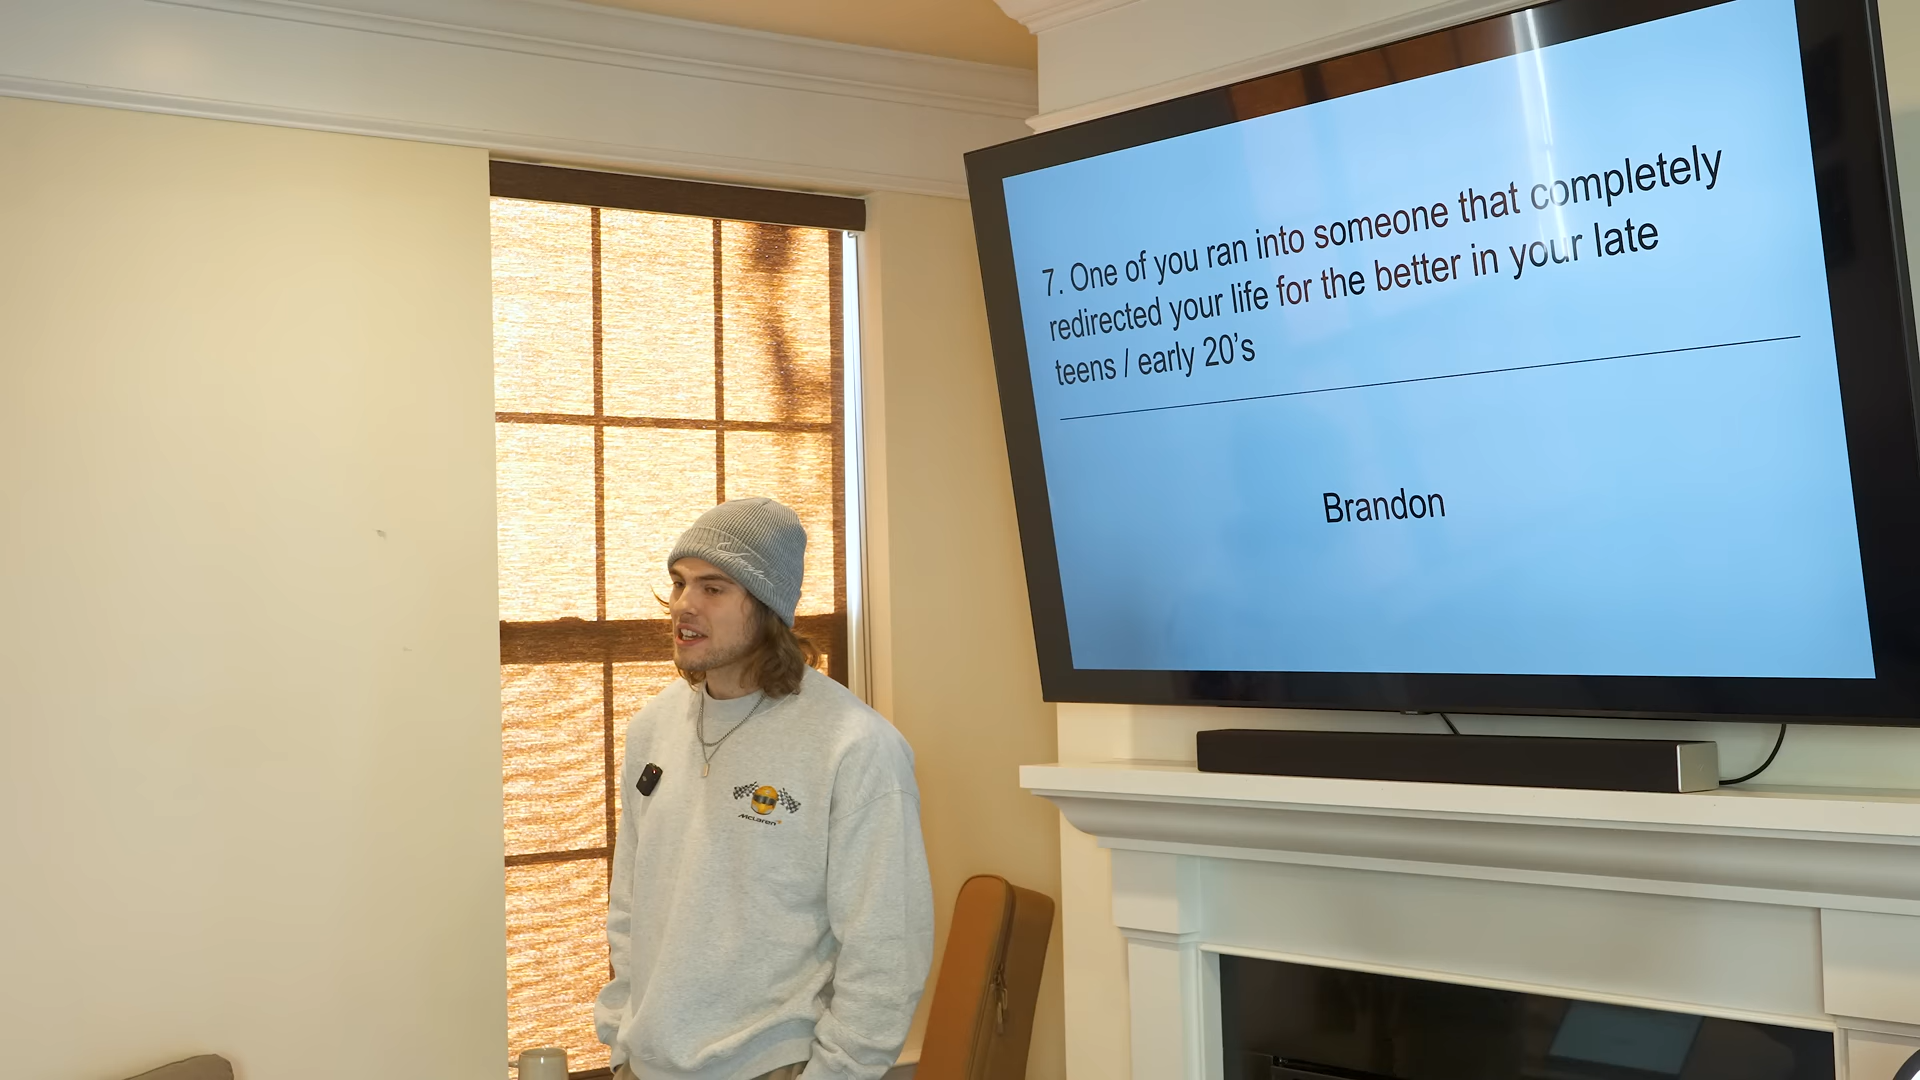 7. One of you ran into someone that completely
redirected your life for the better in your late
teens / early 20's
Brandon
McLaren